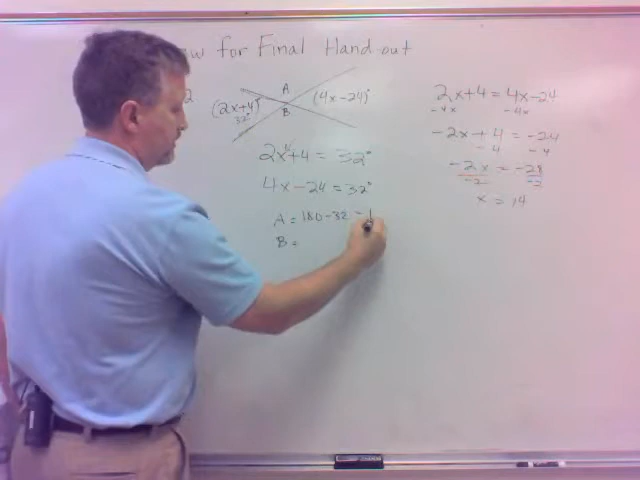 for Final Hand-out
2
A
(2x+4)° (4x-24)°
32°
B
2x+4 = 32°
4x-24 = 32°
A = 180-32 = 1
B =
2x+4 = 4x-24
-4x -4x
-2x + 4 = -24
-4 -4
-2x = -28
-2 -2
x = 14